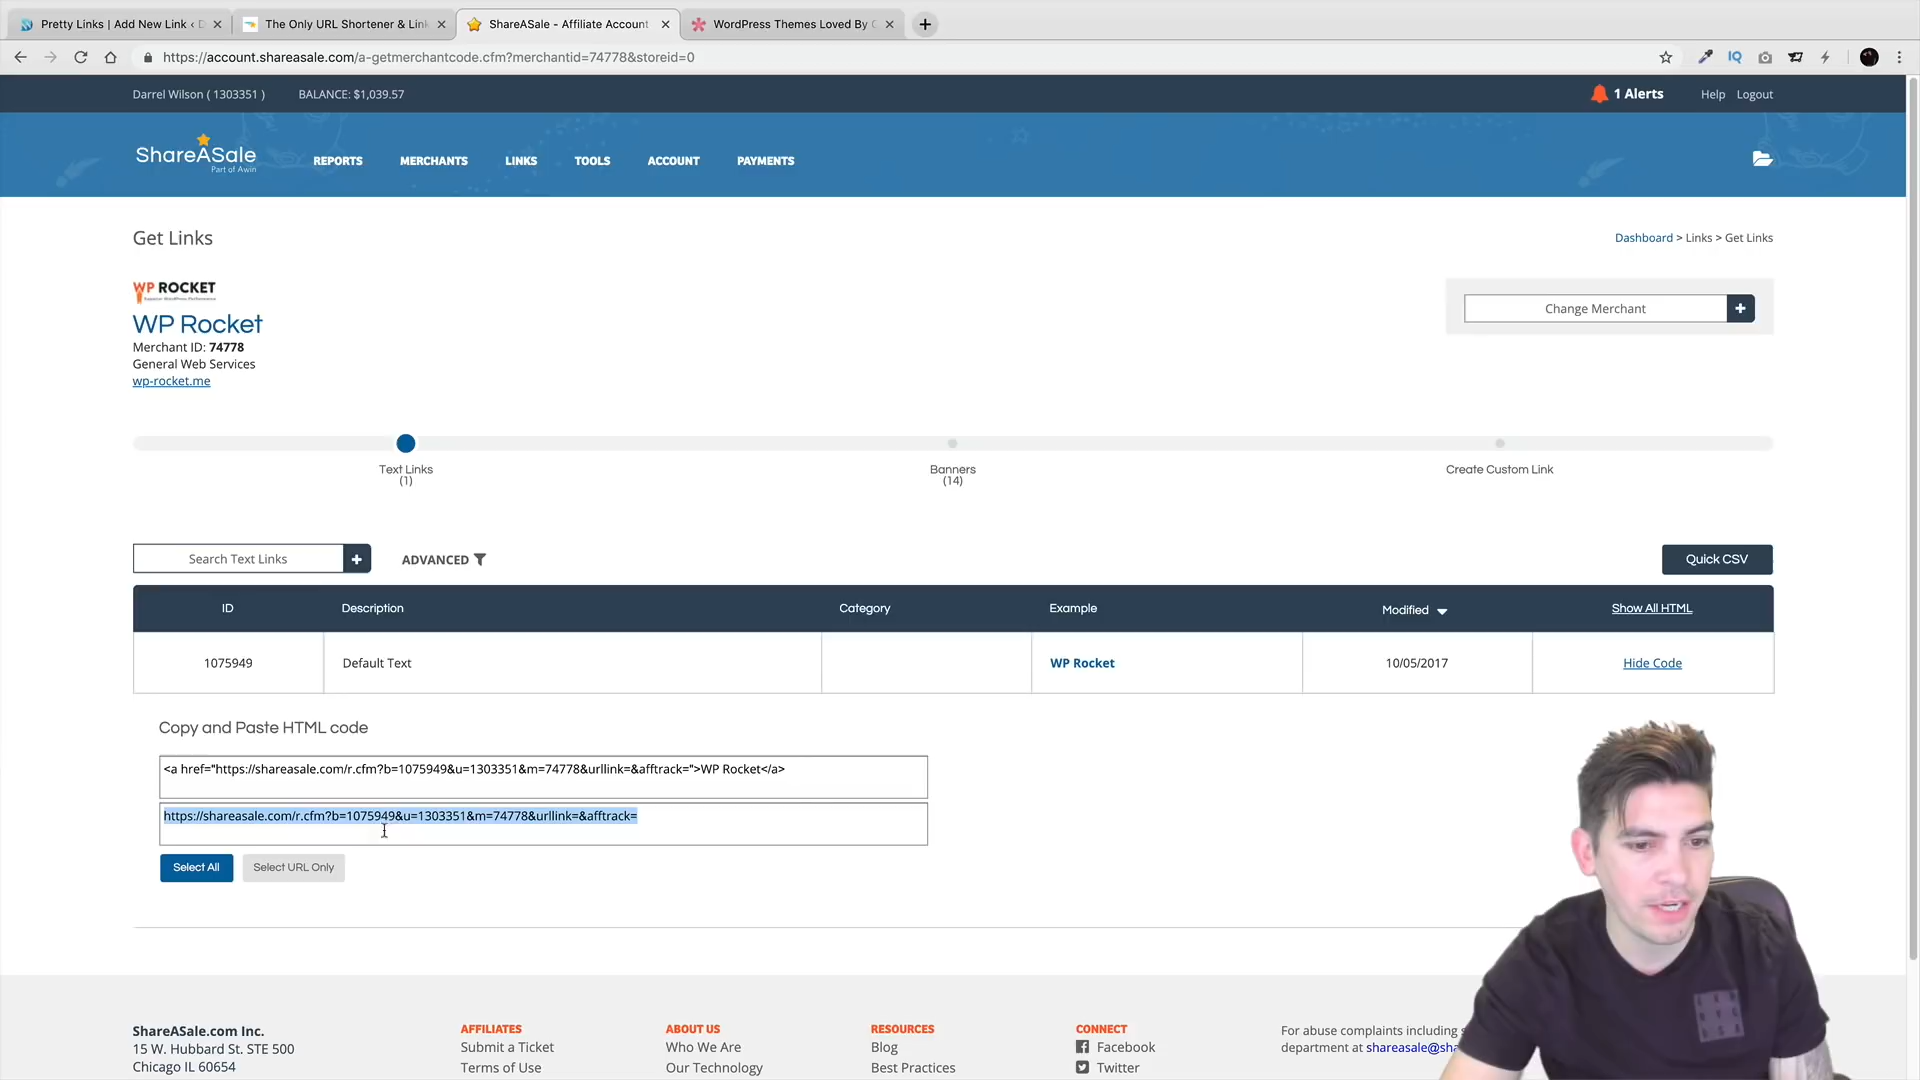 Pretty Links | Add New Link ‹ D
The Only URL Shortener & Link
ShareASale - Affiliate Account
WordPress Themes Loved By
https://account.shareasale.com/a-getmerchantcode.cfm?merchantid=74778&storeid=0
IQ
Darrel Wilson ( 1303351 )
BALANCE: $1,039.57
1 Alerts
Help
Logout
ShareASale
Part of Awin
REPORTS
MERCHANTS
LINKS
TOOLS
ACCOUNT
PAYMENTS
Get Links
Dashboard > Links > Get Links
WP ROCKET
Superior WordPress Performance
WP Rocket
Merchant ID: 74778
General Web Services
wp-rocket.me
Change Merchant
Text Links
(1)
Banners
(14)
Create Custom Link
Search Text Links
ADVANCED
Quick CSV
ID
Description
Category
Example
Modified
Show All HTML
1075949
Default Text
WP Rocket
10/05/2017
Hide Code
Copy and Paste HTML code
<a href="https://shareasale.com/r.cfm?b=1075949&u=1303351&m=74778&urllink=&afftrack=">WP Rocket</a>
https://shareasale.com/r.cfm?b=1075949&u=1303351&m=74778&urllink=&afftrack=
Select All
Select URL Only
ShareASale.com Inc.
15 W. Hubbard St. STE 500
Chicago IL 60654
AFFILIATES
Submit a Ticket
Terms of Use
ABOUT US
Who We Are
Our Technology
RESOURCES
Blog
Best Practices
CONNECT
Facebook
Twitter
For abuse complaints including
department at shareasale@sha